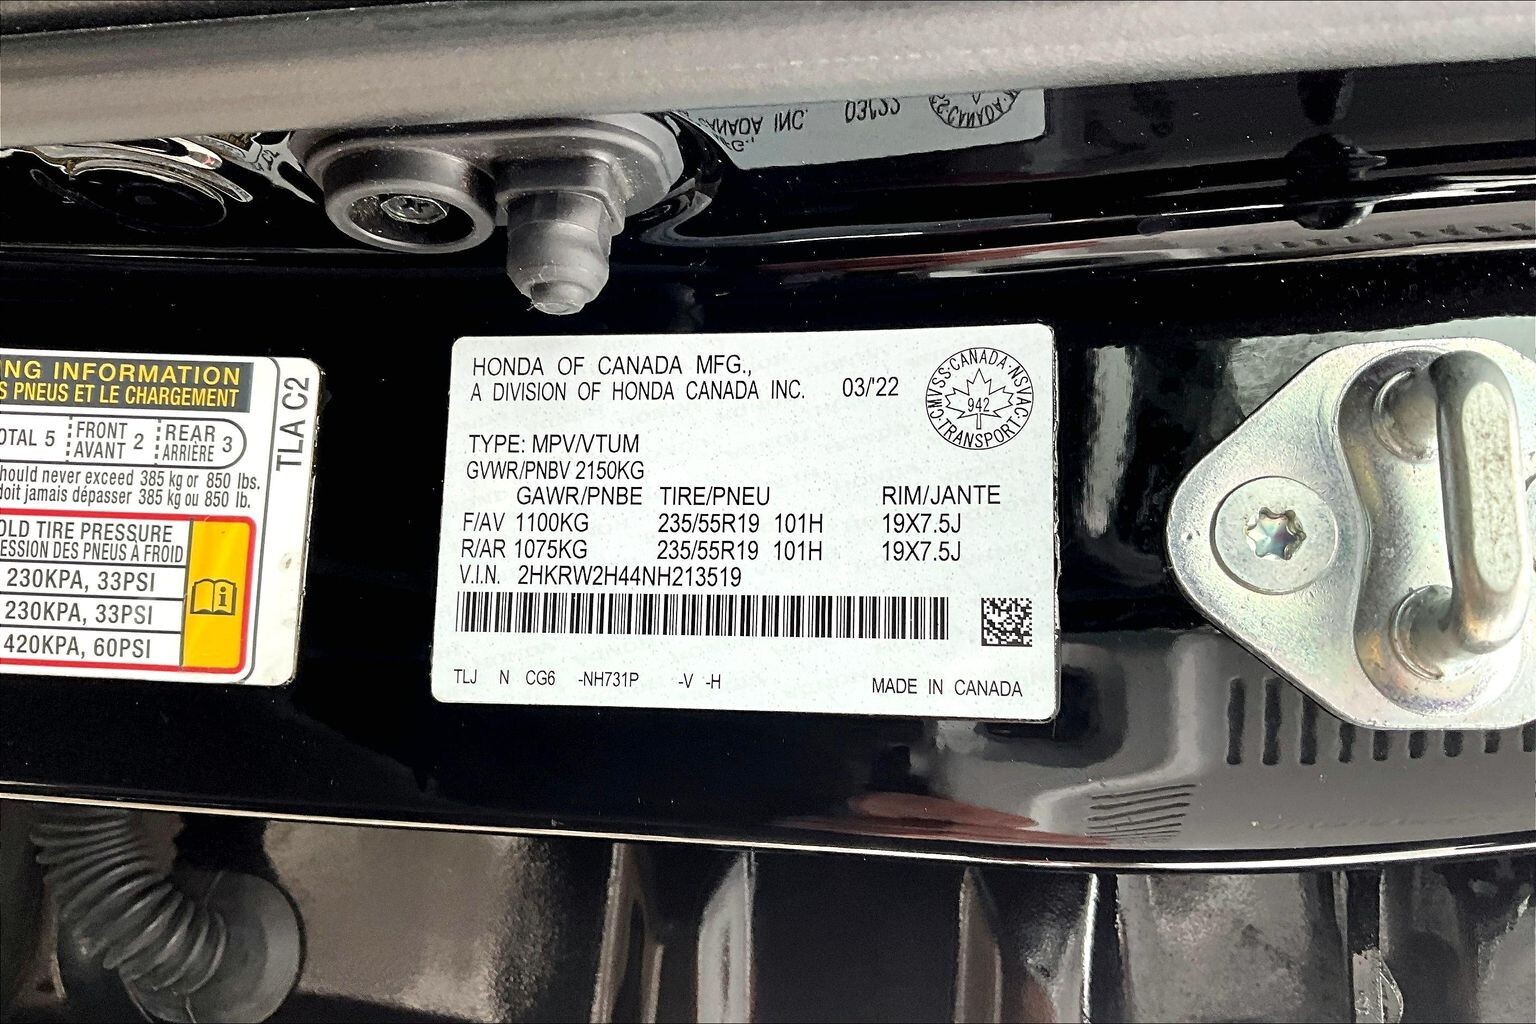 NG INFORMATION
S PNEUS ET LE CHARGEMENT
OTAL 5
FRONT
AVANT 2
REAR
ARRIÈRE 3
hould never exceed 385 kg or 850 lbs.
doit jamais dépasser 385 kg ou 850 lb.
OLD TIRE PRESSURE
ESSION DES PNEUS À FROID
230KPA, 33PSI
230KPA, 33PSI
420KPA, 60PSI
TLA C2
HONDA OF CANADA MFG.,
A DIVISION OF HONDA CANADA INC. 03/'22
CMVSS·CANADA·NSVAC·TRANSPORT
942
TYPE: MPV/VTUM
GVWR/PNBV 2150KG
GAWR/PNBE TIRE/PNEU RIM/JANTE
F/AV 1100KG 235/55R19 101H 19X7.5J
R/AR 1075KG 235/55R19 101H 19X7.5J
V.I.N. 2HKRW2H44NH213519
TLJ N CG6 -NH731P -V -H
MADE IN CANADA